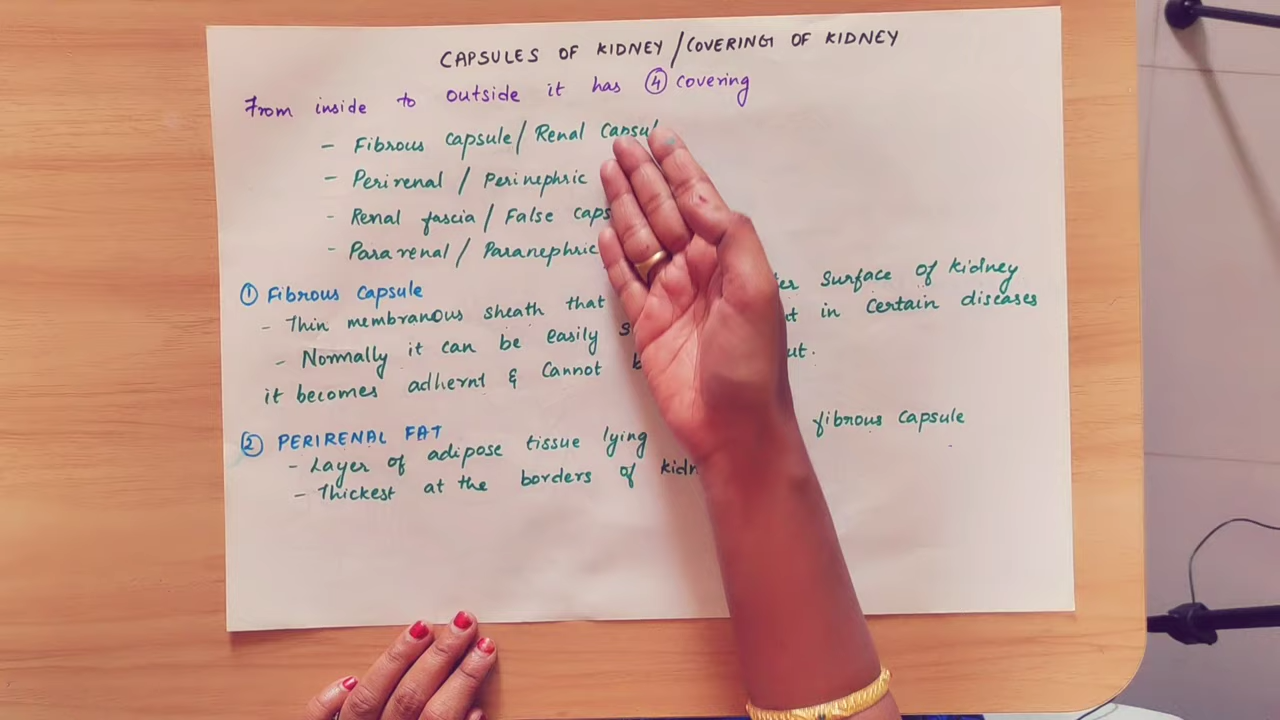 CAPSULES OF KIDNEY / COVERING OF KIDNEY
From inside to outside it has ④ covering
- Fibrous capsule / Renal
- Perirenal / Perinephric
- Renal fascia / False
- Pararenal / Paranephric
① Fibrous Capsule
- Thin membranous sheath that surface of kidney
- Normally it can be easily in certain diseases
it becomes adhernt & cannot
② PERIRENAL FAT
- Layer of adipose tissue lying fibrous capsule
- Thickest at the borders of